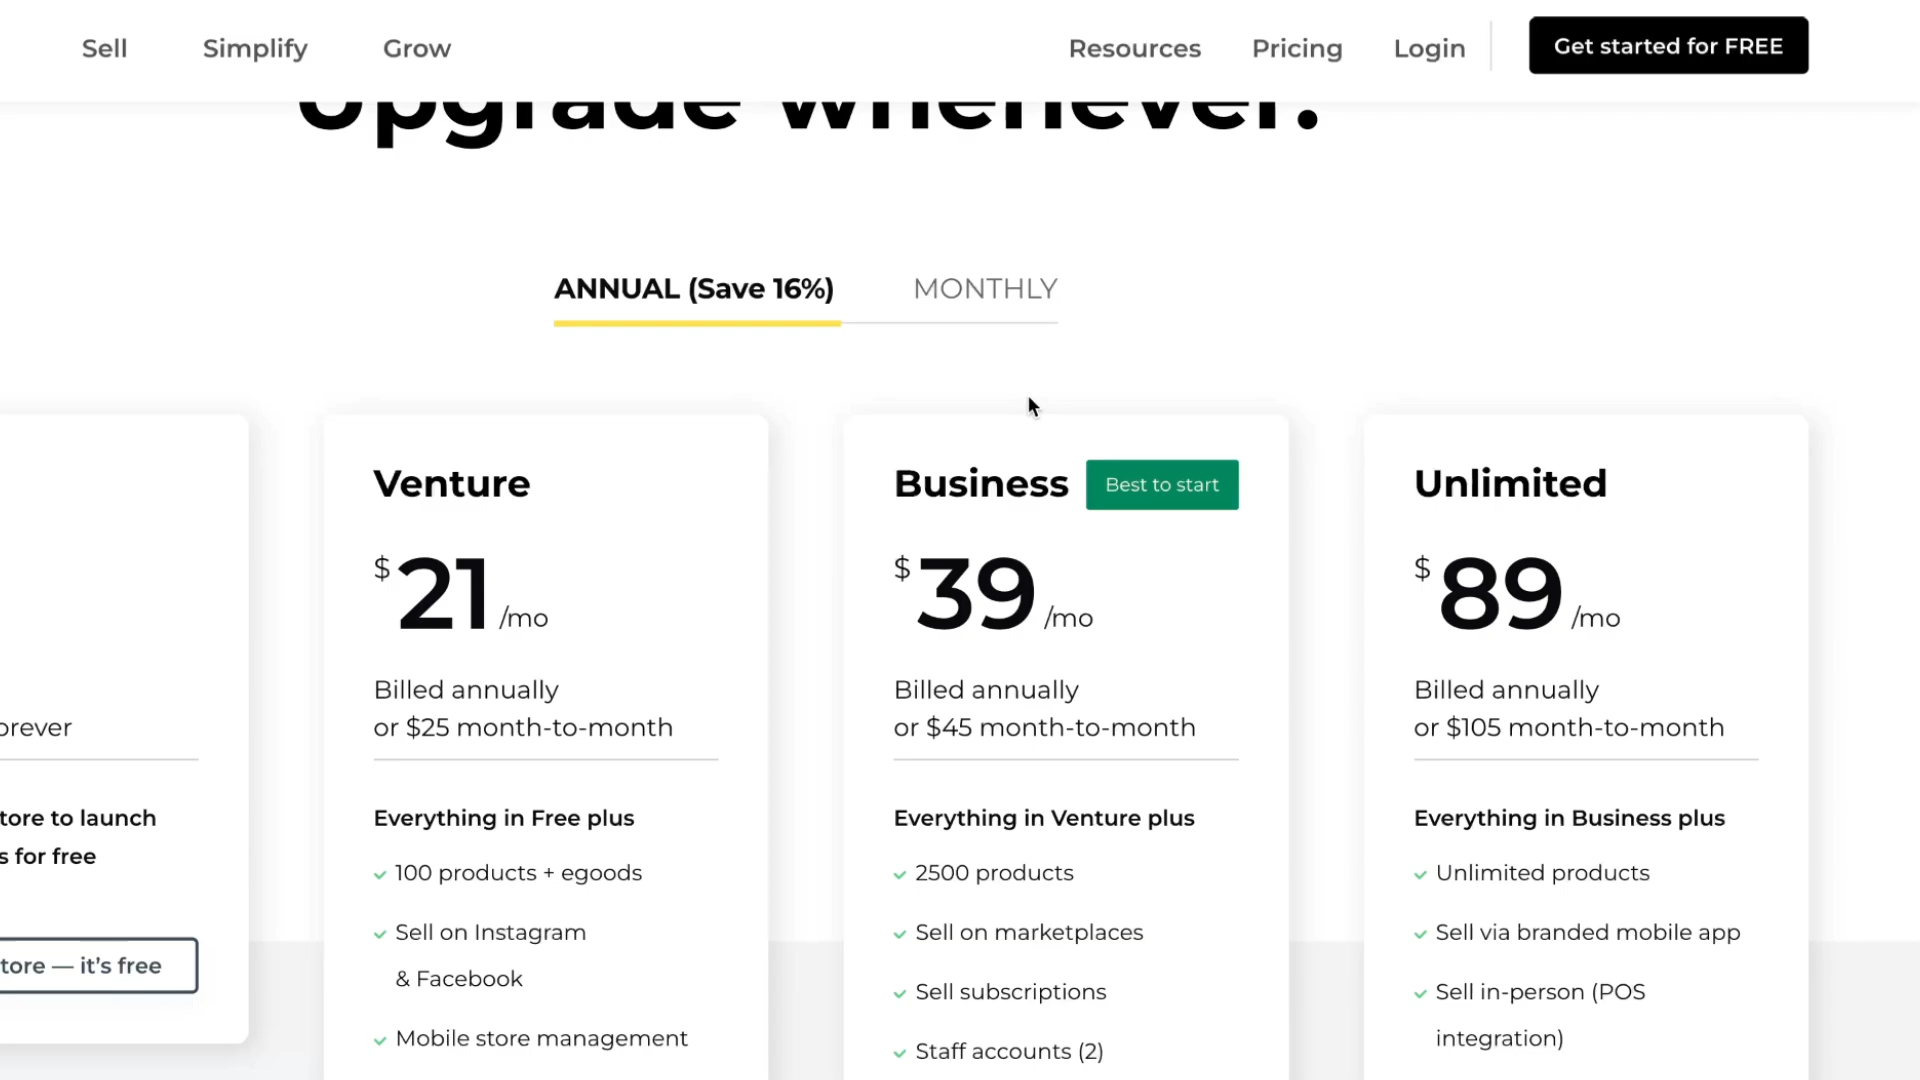 Sell Simplify Grow Resources Pricing Login Get started for FREE
Upgrade whenever.
ANNUAL (Save 16%) MONTHLY
orever
tore to launch
s for free
tore — it's free
Venture
$21/mo
Billed annually
or $25 month-to-month
Everything in Free plus
100 products + egoods
Sell on Instagram
& Facebook
Mobile store management
Business Best to start
$39/mo
Billed annually
or $45 month-to-month
Everything in Venture plus
2500 products
Sell on marketplaces
Sell subscriptions
Staff accounts (2)
Unlimited
$89/mo
Billed annually
or $105 month-to-month
Everything in Business plus
Unlimited products
Sell via branded mobile app
Sell in-person (POS
integration)